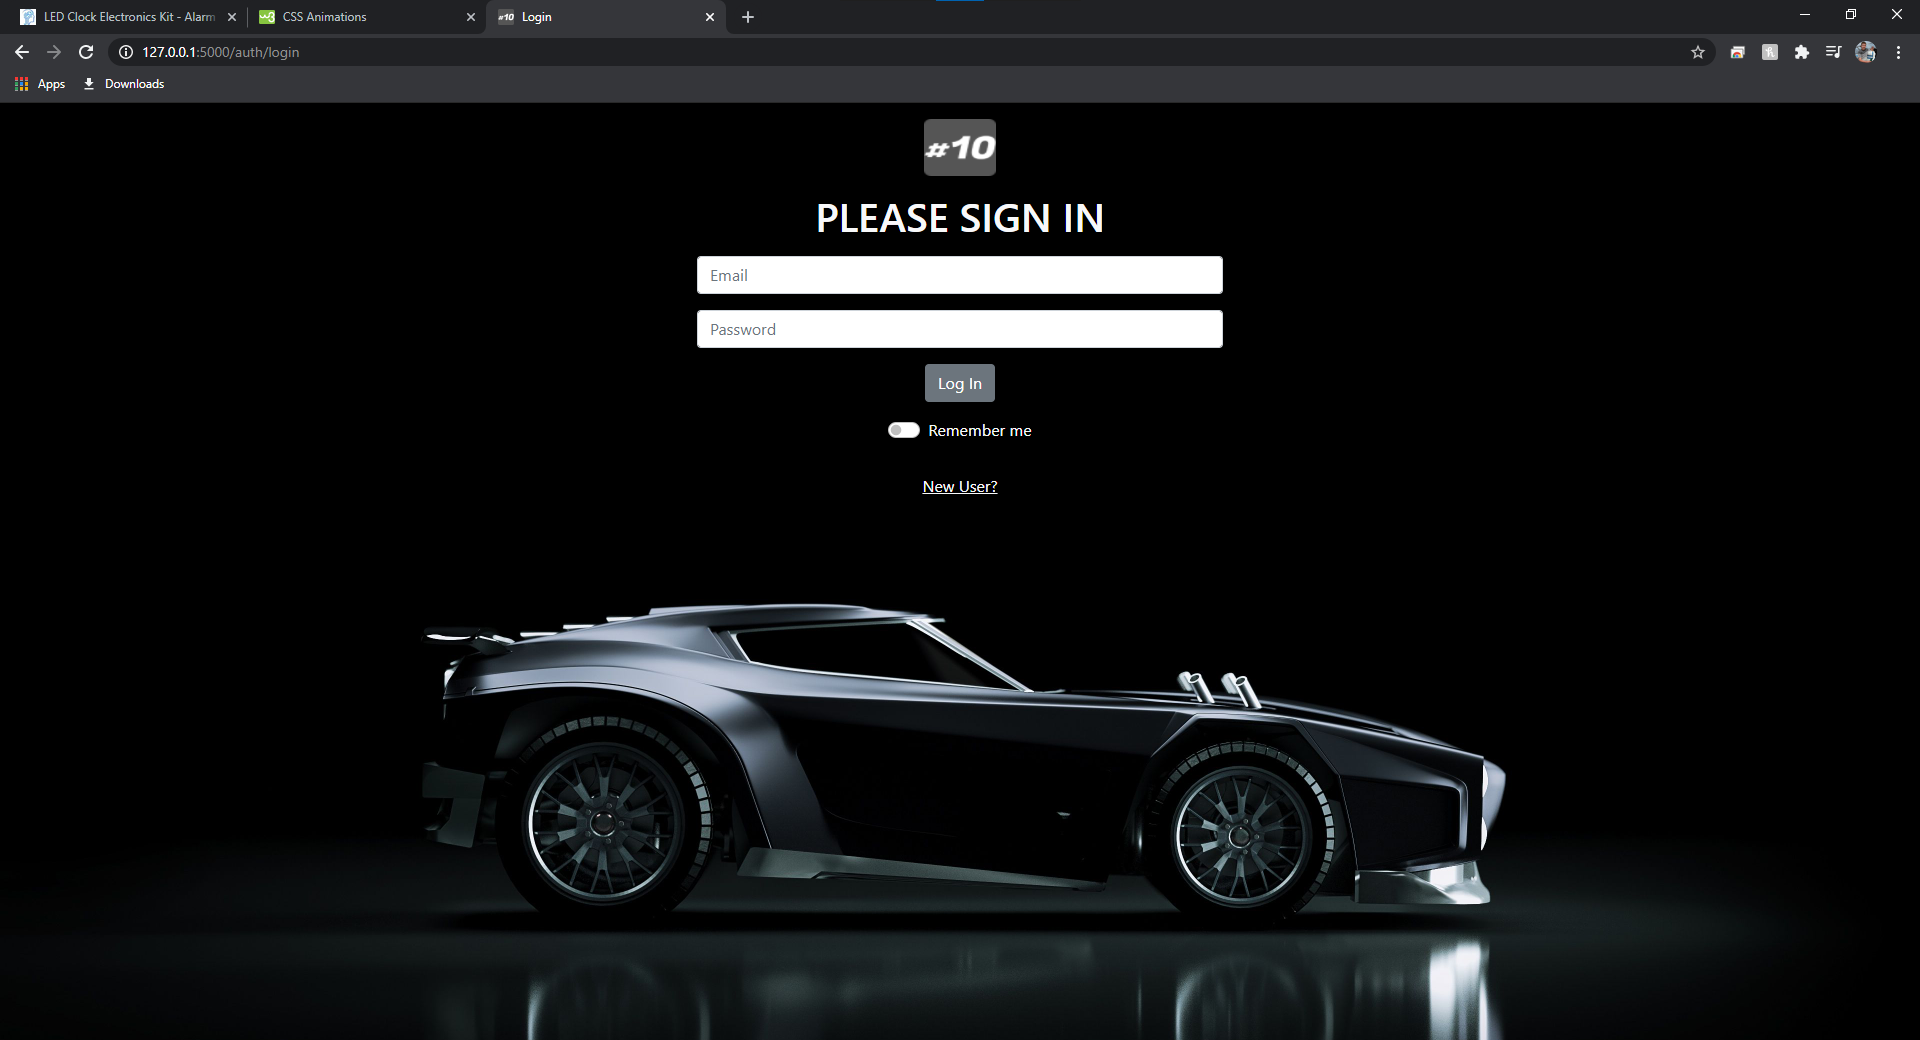 LED Clock Electronics Kit - Alarm
CSS Animations
#10 Login
127.0.0.1:5000/auth/login
Apps
Downloads
#10
PLEASE SIGN IN
Email
Password
Log In
Remember me
New User?